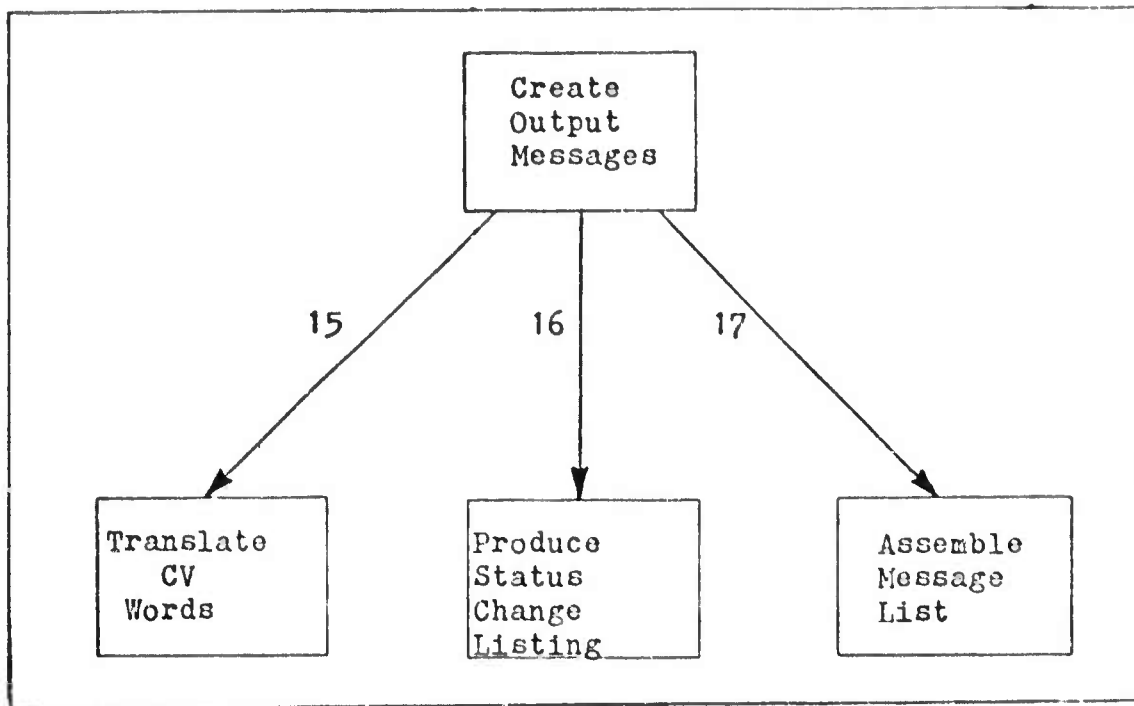 Create
Output
Messages
15
16
17
Translate
CV
Words
Produce
Status
Change
Listing
Assemble
Message
List